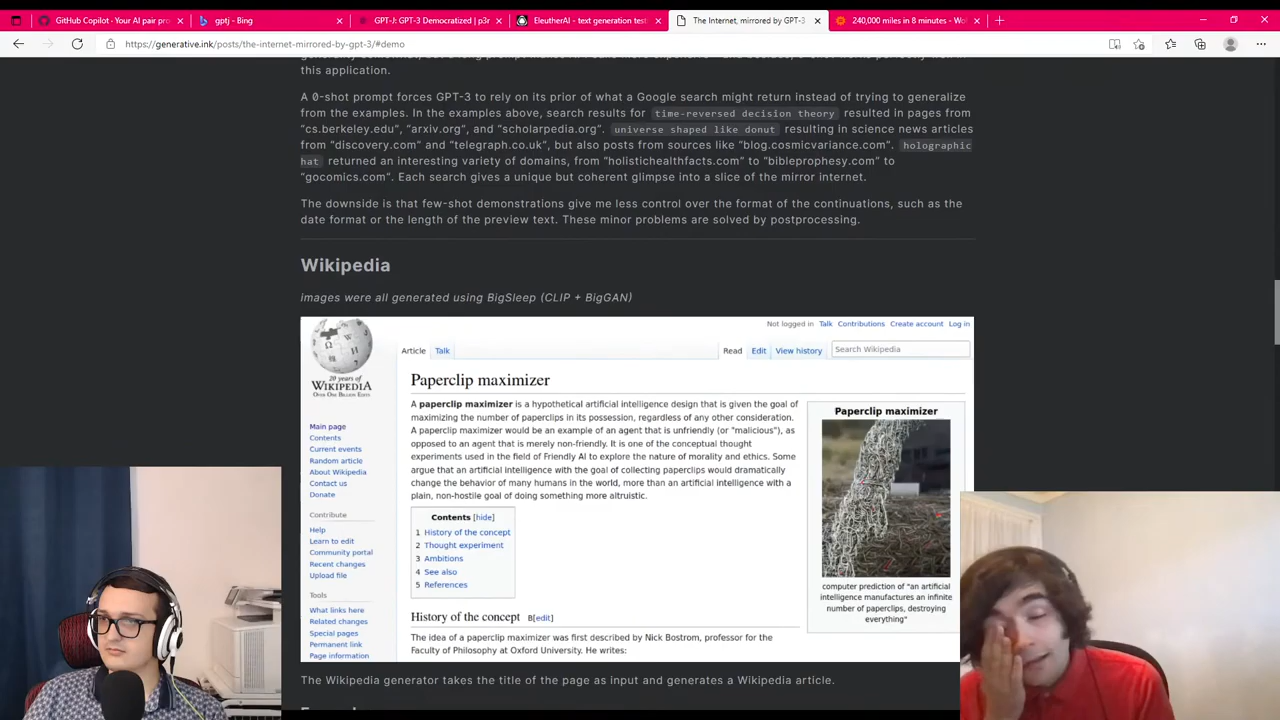 GitHub Copilot · Your AI pair pro
gptj - Bing
GPT-J: GPT-3 Democratized | p3r
EleutherAI - text generation test
The Internet, mirrored by GPT-3
240,000 miles in 8 minutes - Wol
https://generative.ink/posts/the-internet-mirrored-by-gpt-3/#demo
this application.
A 0-shot prompt forces GPT-3 to rely on its prior of what a Google search might return instead of trying to generalize
from the examples. In the examples above, search results for time-reversed decision theory resulted in pages from
“cs.berkeley.edu”, “arxiv.org”, and “scholarpedia.org”. universe shaped like donut resulting in science news articles
from “discovery.com” and “telegraph.co.uk”, but also posts from sources like “blog.cosmicvariance.com”. holographic
hat returned an interesting variety of domains, from “holistichealthfacts.com” to “bibieprophesy.com” to
“gocomics.com”. Each search gives a unique but coherent glimpse into a slice of the mirror internet.
The downside is that few-shot demonstrations give me less control over the format of the continuations, such as the
date format or the length of the preview text. These minor problems are solved by postprocessing.
Wikipedia
images were all generated using BigSleep (CLIP + BigGAN)
Not logged in Talk Contributions Create account Log in
Article Talk Read Edit View history Search Wikipedia
20 years of
WIKIPEDIA
OVER ONE BILLION EDITS
Main page
Contents
Current events
Random article
About Wikipedia
Contact us
Donate
Contribute
Help
Learn to edit
Community portal
Recent changes
Upload file
Tools
What links here
Related changes
Special pages
Permanent link
Page information
Paperclip maximizer
A paperclip maximizer is a hypothetical artificial intelligence design that is given the goal of
maximizing the number of paperclips in its possession, regardless of any other consideration.
A paperclip maximizer would be an example of an agent that is unfriendly (or "malicious"), as
opposed to an agent that is merely non-friendly. It is one of the conceptual thought
experiments used in the field of Friendly AI to explore the nature of morality and ethics. Some
argue that an artificial intelligence with the goal of collecting paperclips would dramatically
change the behavior of many humans in the world, more than an artificial intelligence with a
plain, non-hostile goal of doing something more altruistic.
Contents [hide]
1 History of the concept
2 Thought experiment
3 Ambitions
4 See also
5 References
History of the concept B[edit]
The idea of a paperclip maximizer was first described by Nick Bostrom, professor for the
Faculty of Philosophy at Oxford University. He writes:
Paperclip maximizer
computer prediction of "an artificial
intelligence manufactures an infinite
number of paperclips, destroying
everything"
The Wikipedia generator takes the title of the page as input and generates a Wikipedia article.